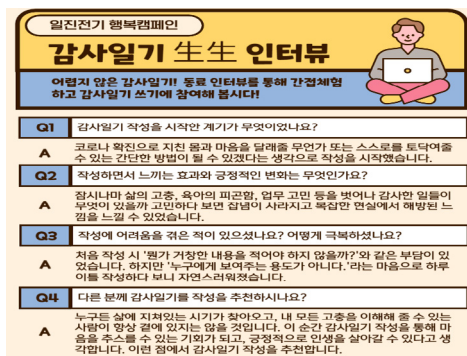 일진전기 행복캠페인
감사일기 生生 인터뷰
어렵지 않은 감사일기! 동료 인터뷰를 통해 간접체험
하고 감사일기 쓰기에 참여해 봅시다!
Q1 감사일기 작성을 시작한 계기가 무엇이었나요?
코로나 확진으로 지친 몸과 마음을 달래줄 무언가 또는 스스로를 토닥여줄
A 수 있는 간단한 방법이 될 수 있겠다는 생각으로 작성을 시작했습니다.
Q2 작성하면서 느끼는 효과와 긍정적인 변화는 무엇인가요?
잠시나마 삶의 고충, 육아의 피곤함, 업무 고민 등을 벗어나 감사한 일들이
A 무엇이 있을까 고민하다 보면 잡념이 사라지고 복잡한 현실에서 해방된 느
낌을 느낄 수 있었습니다.
Q3 작성에 어려움을 겪은 적이 있으셨나요? 어떻게 극복하셨나요?
처음 작성 시 '뭔가 거창한 내용을 적어야 하지 않을까?'와 같은 부담이 있
A 었습니다. 하지만 '누구에게 보여주는 용도가 아니다.'라는 마음으로 하루
이틀 작성하다 보니 자연스러워졌습니다.
Q4 다른 분께 감사일기를 작성을 추천하시나요?
누구든 삶에 지쳐있는 시기가 찾아오고, 내 모든 고충을 이해해 줄 수 있는
사람이 항상 곁에 있지는 않을 것입니다. 이 순간 감사일기 작성을 통해 마
A 음을 추스를 수 있는 기회가 되고, 긍정적으로 인생을 살아갈 수 있다고 생
각합니다. 이런 점에서 감사일기 작성을 추천합니다.